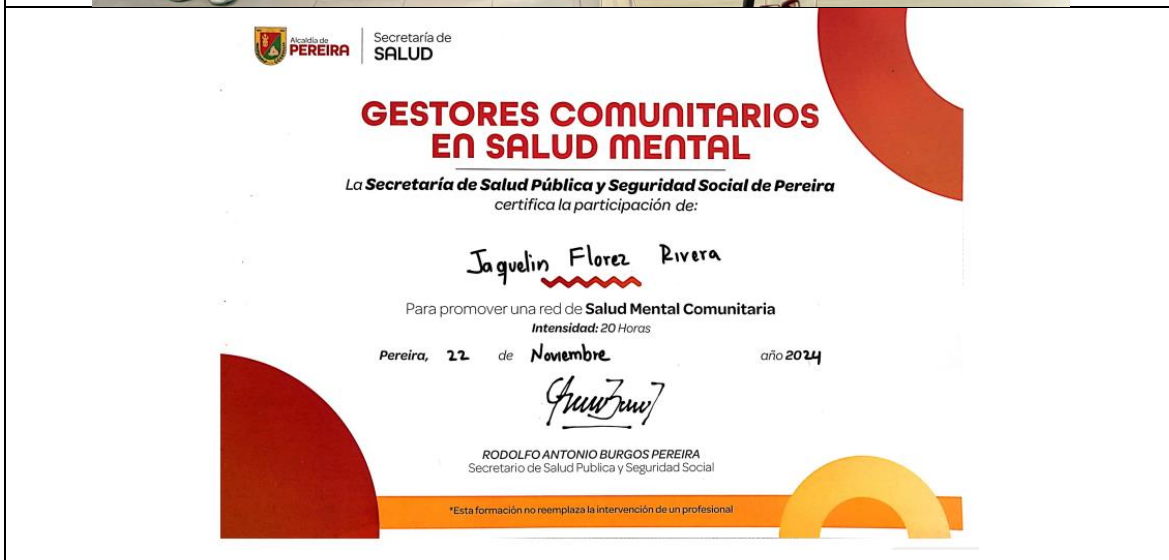 Alcaldía de
PEREIRA
Secretaría de
SALUD
GESTORES COMUNITARIOS
EN SALUD MENTAL
La Secretaría de Salud Pública y Seguridad Social de Pereira
certifica la participación de:
Jaquelin Florez Rivera
Para promover una red de Salud Mental Comunitaria
Intensidad: 20 Horas
Pereira, 22 de Noviembre año 2024
RODOLFO ANTONIO BURGOS PEREIRA
Secretario de Salud Publica y Seguridad Social
*Esta formación no reemplaza la intervención de un profesional